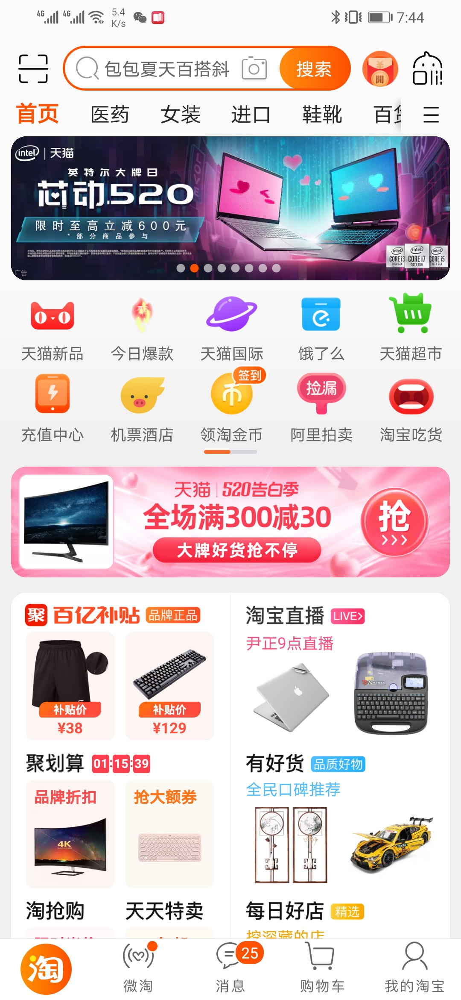 4G 4G 5.4 K/s 7:44
包包夏天百搭斜 搜索 開
首页 医药 女装 进口 鞋靴
intel 天猫
英特尔大牌日
芯动.520
限时至高立减600元
*部分商品参与
广告
intel CORE i3 10TH GEN
intel CORE i7 10TH GEN
intel CORE i5 10TH GEN
天猫新品 今日爆款 天猫国际 饿了么 天猫超市
签到
捡漏
充值中心 机票酒店 领淘金币 阿里拍卖 淘宝吃货
天猫 520告白季
全场满300减30
大牌好货抢不停
抢
聚 百亿补贴 品牌正品
补贴价 补贴价
¥38 ¥129
淘宝直播 LIVE
尹正9点直播
聚划算 01:15:39
品牌折扣 抢大额券
4K
有好货 品质好物
全民口碑推荐
淘抢购 天天特卖
每日好店 精选
挖深藏的店
淘
微淘
25
消息
购物车
我的淘宝